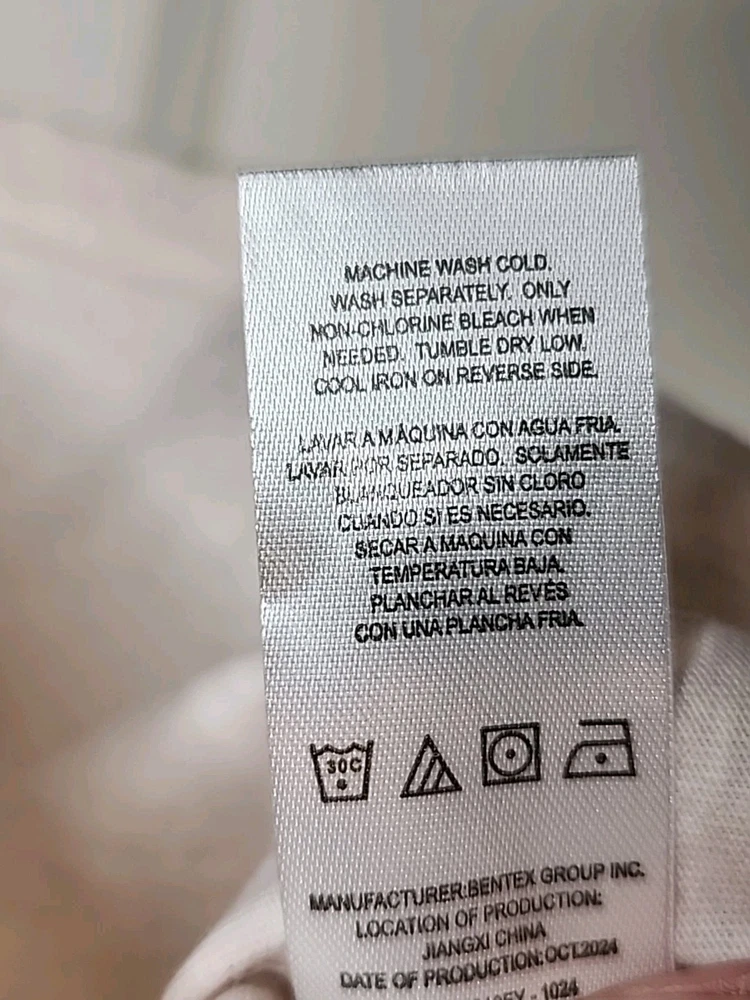 MACHINE WASH COLD.
WASH SEPARATELY. ONLY
NON-CHLORINE BLEACH WHEN
NEEDED. TUMBLE DRY LOW.
COOL IRON ON REVERSE SIDE.
LAVAR A MÁQUINA CON AGUA FRIA.
LAVAR POR SEPARADO. SOLAMENTE
BLANQUEADOR SIN CLORO
CUANDO SI ES NECESARIO.
SECAR A MAQUINA CON
TEMPERATURA BAJA.
PLANCHAR AL REVÉS
CON UNA PLANCHA FRIA.
30C
MANUFACTURER:BENTEX GROUP INC.
LOCATION OF PRODUCTION:
JIANGXI CHINA
DATE OF PRODUCTION:OCT.2024
- 1024